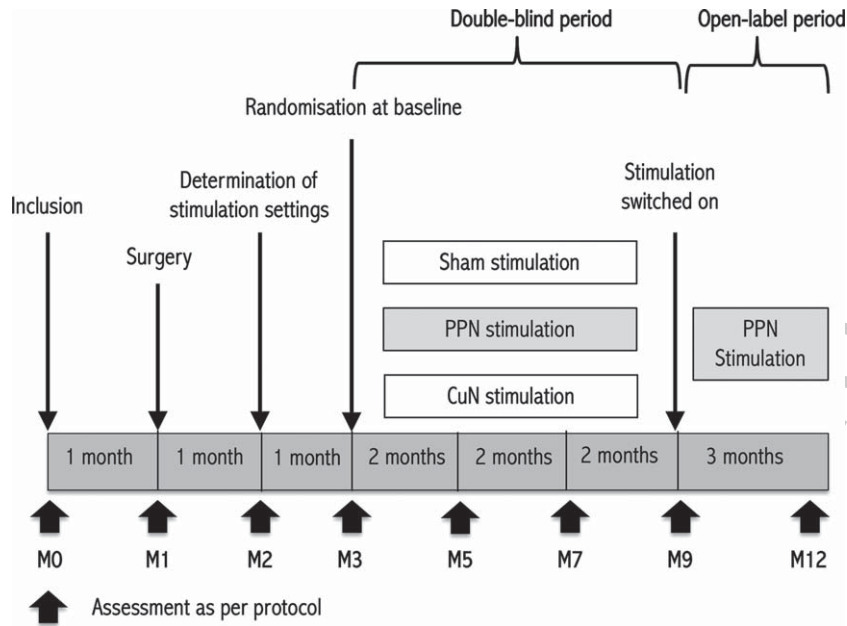 Double-blind period
Open-label period
Randomisation at baseline
Determination of
stimulation settings
Stimulation
switched on
Inclusion
Surgery
Sham stimulation
PPN stimulation
PPN
Stimulation
CuN stimulation
1 month
1 month
1 month
2 months
2 months
2 months
3 months
M0
M1
M2
M3
M5
M7
M9
M12
Assessment as per protocol